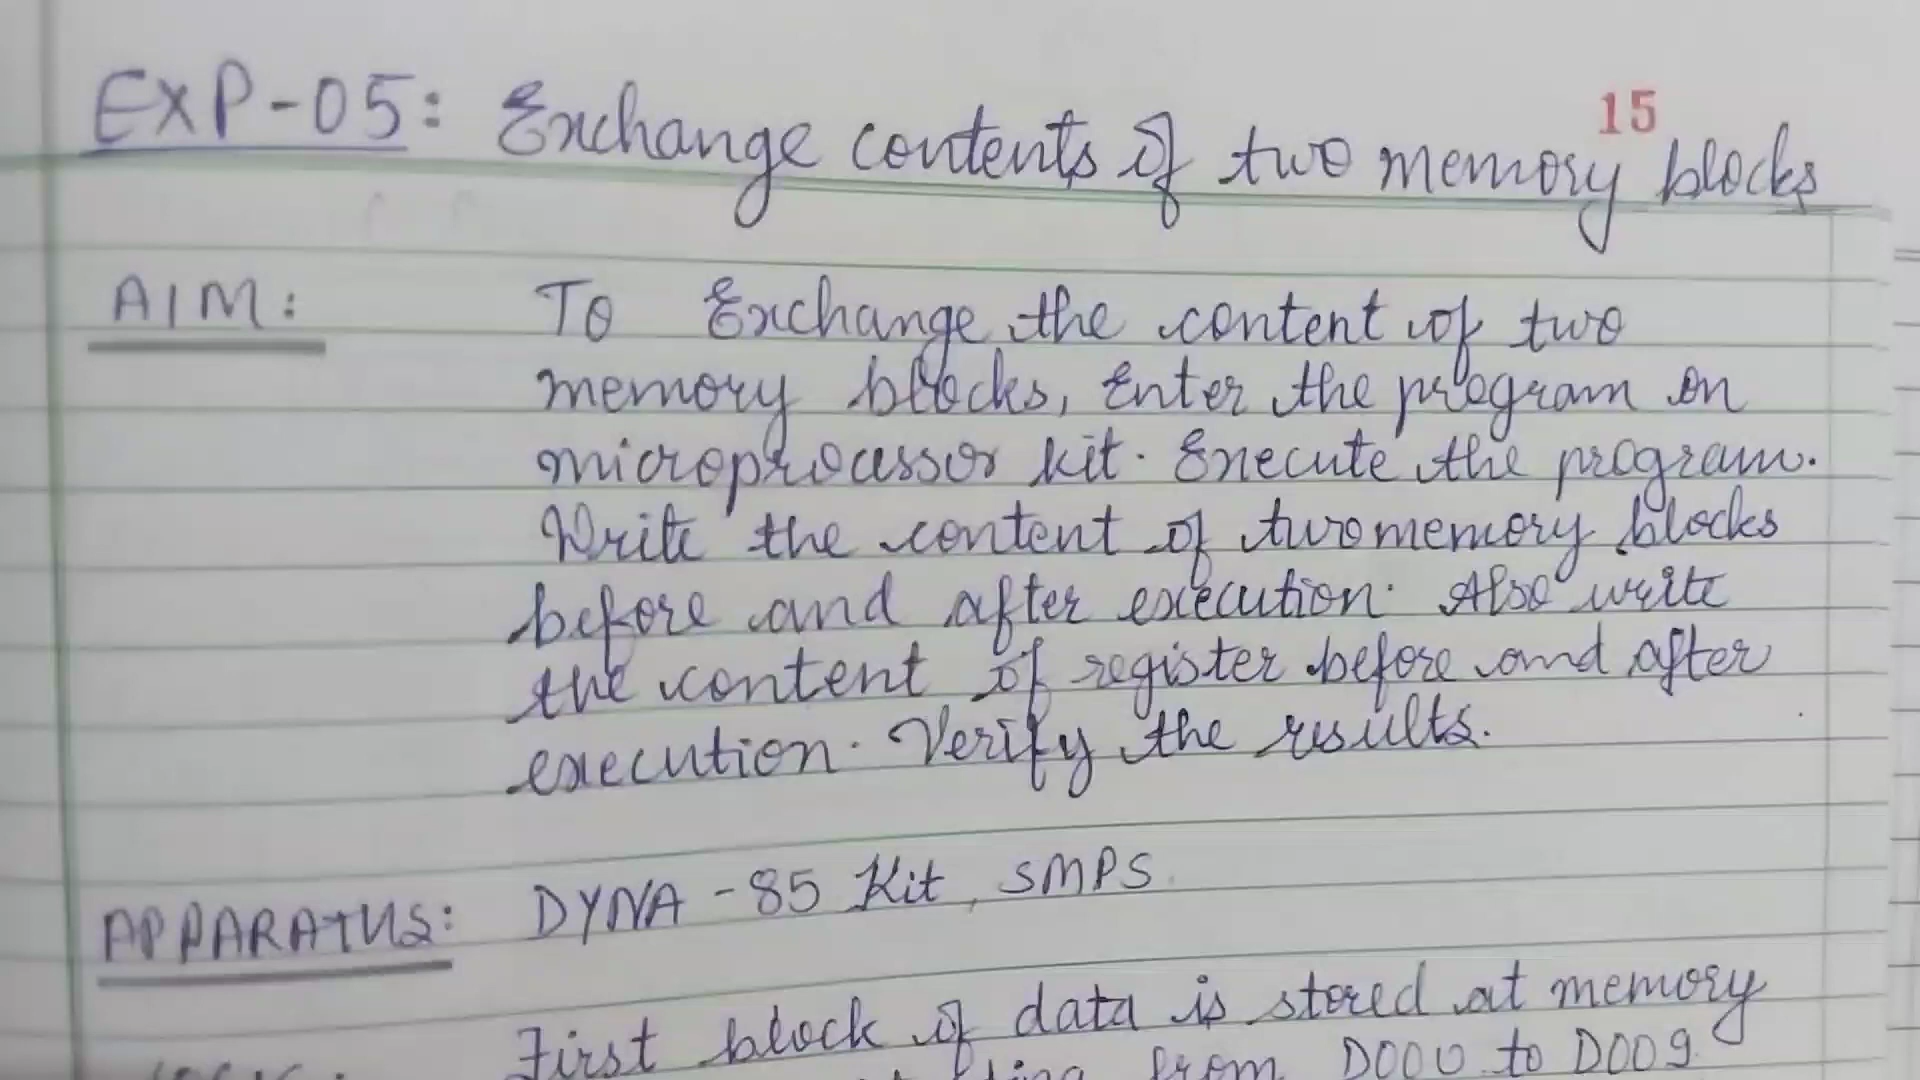 15
EXP-05: Exchange contents of two memory blocks
AIM: To Exchange the content of two
memory blocks, Enter the program on
microprocessor kit. Execute the program.
Write the content of two memory blocks
before and after execution. Also write
the content of register before and after
execution. Verify the results.
APPARATUS: DYNA-85 Kit, SMPS.
First block of data is stored at memory
from D000 to D009.